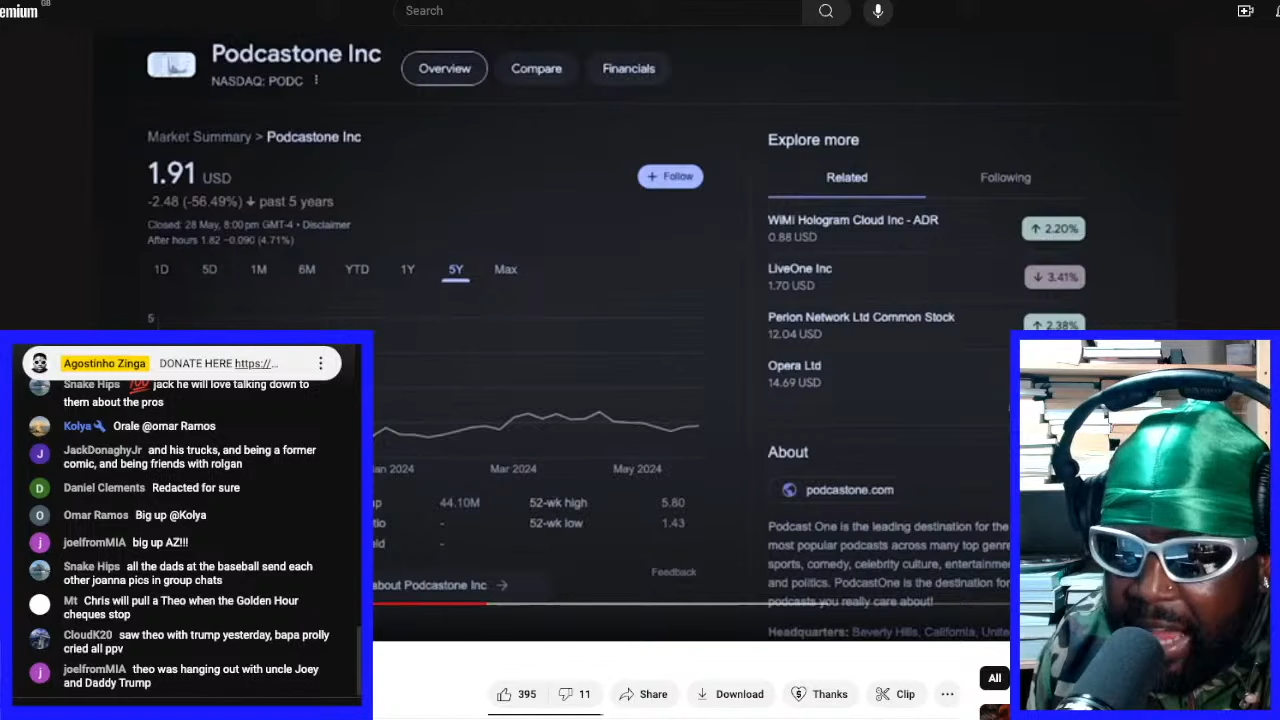 emium GB
Search
Podcastone Inc
NASDAQ: PODC
Overview
Compare
Financials
Market Summary > Podcastone Inc
1.91 USD
-2.48 (-56.49%) ↓ past 5 years
Closed: 28 May, 8:00pm GMT-4 • Disclaimer
After hours 1.82 −0.090 (4.71%)
+ Follow
1D 5D 1M 6M YTD 1Y 5Y Max
5
an 2024 Mar 2024 May 2024
44.10M 52-wk high 5.80
tio - 52-wk low 1.43
ld -
Feedback
about Podcastone Inc →
Explore more
Related Following
WiMi Hologram Cloud Inc - ADR
0.88 USD
↑ 2.20%
LiveOne Inc
1.70 USD
↓ 3.41%
Perion Network Ltd Common Stock
12.04 USD
↑ 2.38%
Opera Ltd
14.69 USD
About
podcastone.com
Podcast One is the leading destination for the
most popular podcasts across many top genre
sports, comedy, celebrity culture, entertainme
and politics. PodcastOne is the destination for
podcasts you really care about!
Headquarters: Beverly Hills, California, Unite
Agostinho Zinga DONATE HERE https://...
Snake Hips 💯 jack he will love talking down to
them about the pros
Kolya Orale @omar Ramos
JackDonaghyJr and his trucks, and being a former
comic, and being friends with rolgan
Daniel Clements Redacted for sure
Omar Ramos Big up @Kolya
joelfromMIA big up AZ!!!
Snake Hips all the dads at the baseball send each
other joanna pics in group chats
Mt Chris will pull a Theo when the Golden Hour
cheques stop
CloudK20 saw theo with trump yesterday, bapa prolly
cried all ppv
joelfromMIA theo was hanging out with uncle Joey
and Daddy Trump
395 11 Share Download Thanks Clip ...
All